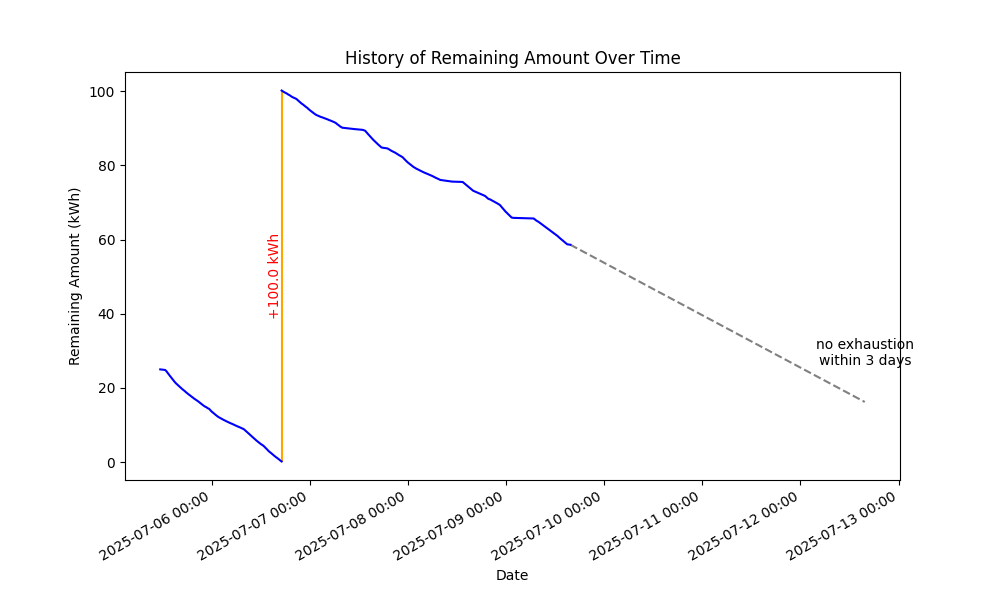 History of Remaining Amount Over Time
Remaining Amount (kWh)
100
80
60
40
20
0
+100.0 kWh
no exhaustion
within 3 days
2025-07-06 00:00
2025-07-07 00:00
2025-07-08 00:00
2025-07-09 00:00
2025-07-10 00:00
2025-07-11 00:00
2025-07-12 00:00
2025-07-13 00:00
Date